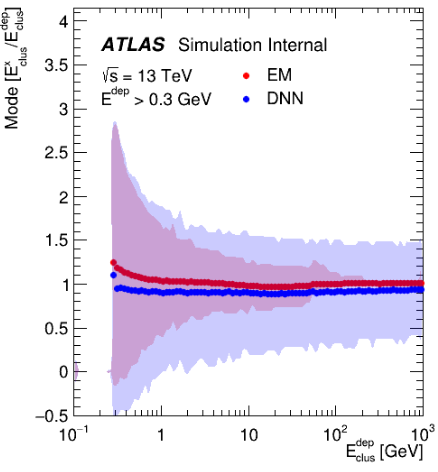 Mode [E^x_clus/E^dep_clus]
4
3.5
3
2.5
2
1.5
1
0.5
0
−0.5
ATLAS Simulation Internal
√s = 13 TeV
E^dep > 0.3 GeV
EM
DNN
10^−1 1 10 10^2 10^3
E^dep_clus [GeV]